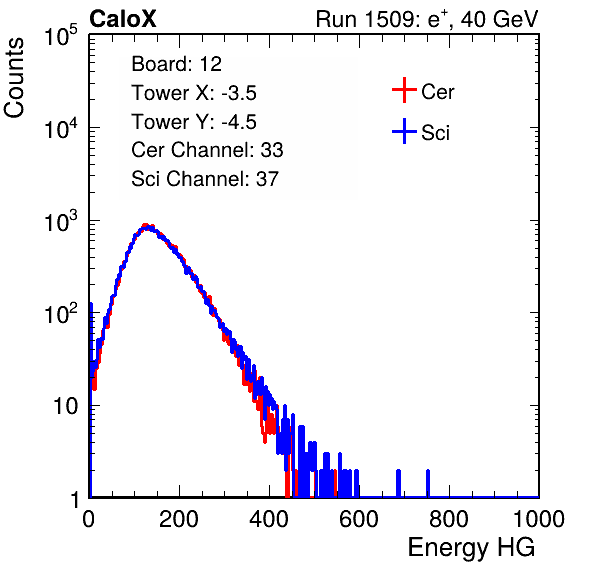 CaloX Run 1509: e⁺, 40 GeV
Counts
Board: 12
Tower X: -3.5
Tower Y: -4.5
Cer Channel: 33
Sci Channel: 37
Cer
Sci
10⁵
10⁴
10³
10²
10
1
0 200 400 600 800 1000
Energy HG